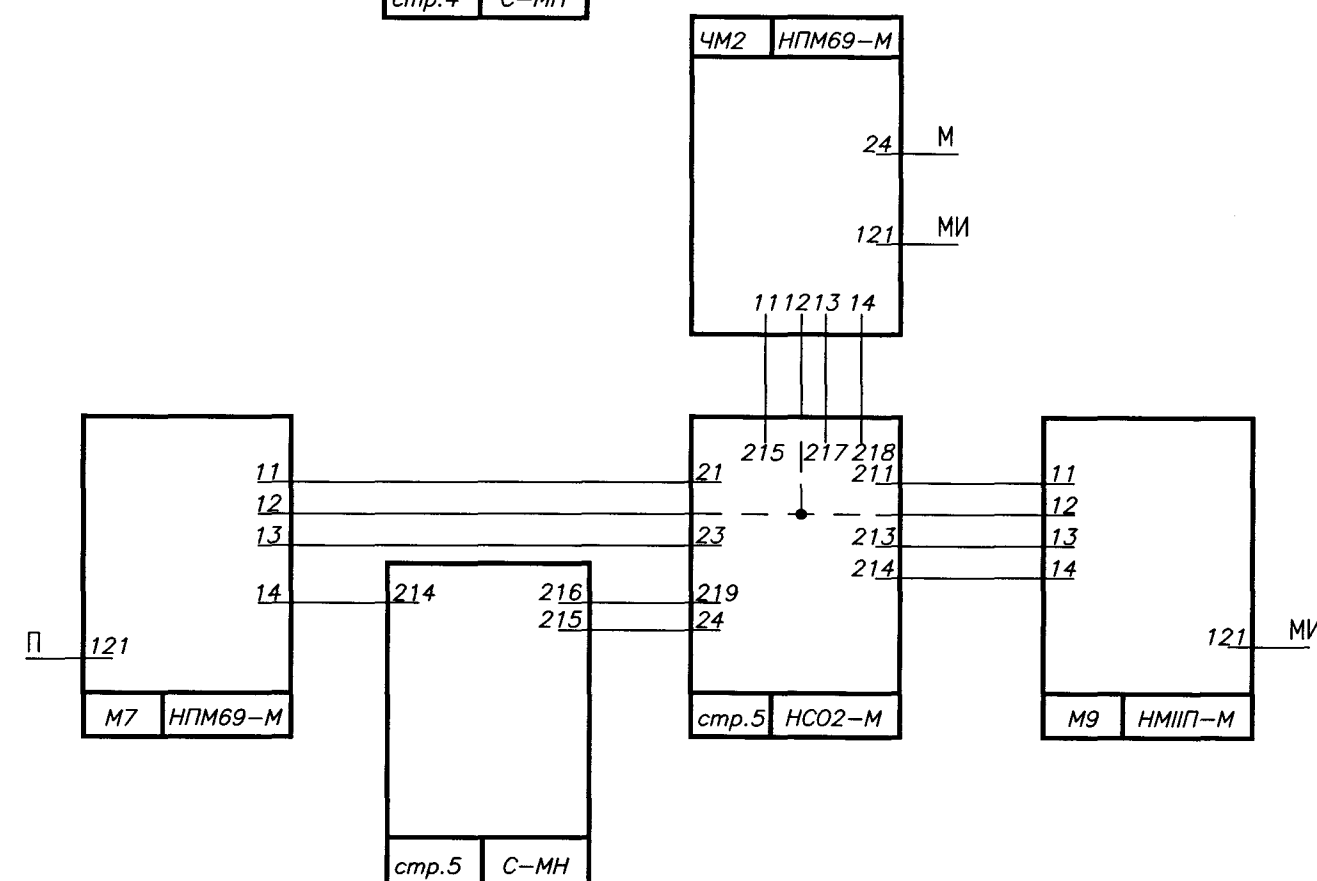 стр.4 С-МН
ЧМ2 НПМ69-М
24 М
121 МИ
11 12 13 14
215 217 218
11 21 211 11
12 12
13 23 213 13
214 14
14 214 216 219
215 24
П 121
121 МИ
М7 НПМ69-М
стр.5 НСО2-М
М9 НМIIП-М
стр.5 С-МН